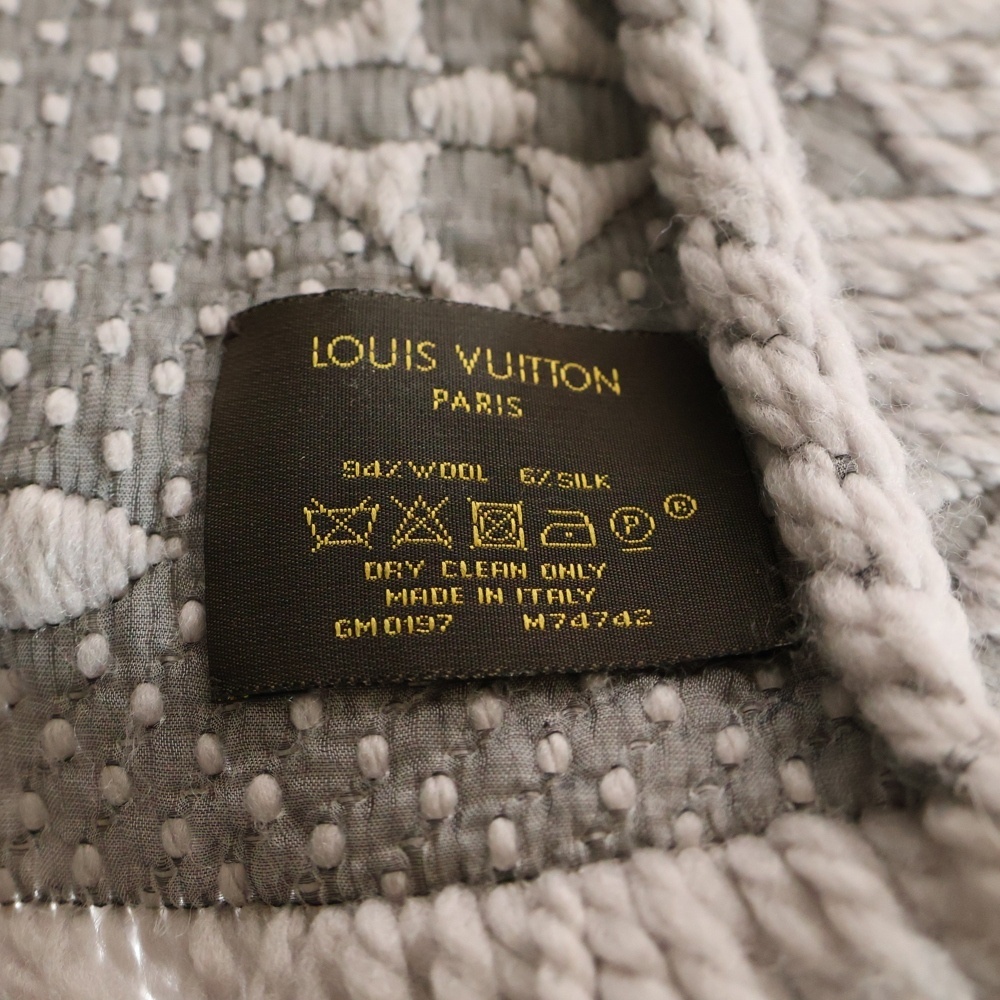 LOUIS VUITTON
PARIS
94% WOOL 6% SILK
P ®
DRY CLEAN ONLY
MADE IN ITALY
GM0197 M74742